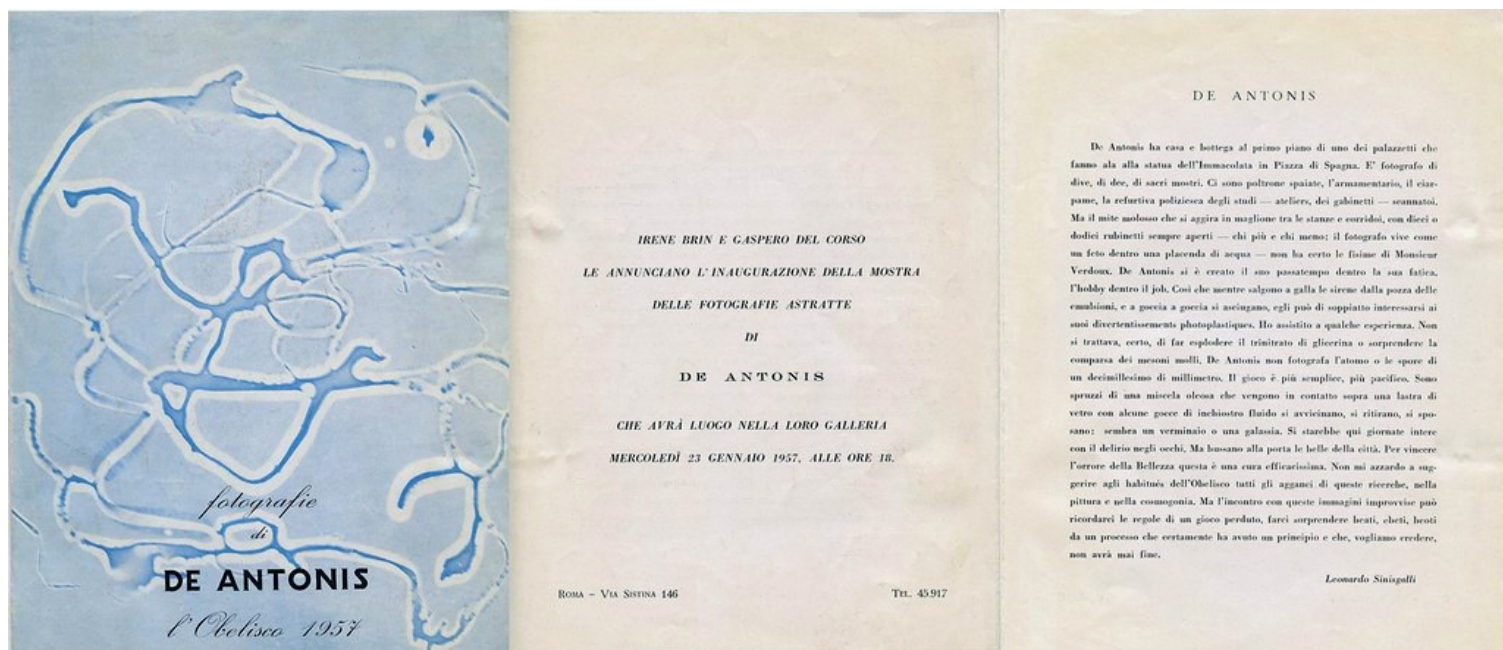 fotografie
di
DE ANTONIS
l'Obelisco 1957
IRENE BRIN E GASPERO DEL CORSO
LE ANNUNCIANO L'INAUGURAZIONE DELLA MOSTRA
DELLE FOTOGRAFIE ASTRATTE
DI
DE ANTONIS
CHE AVRÀ LUOGO NELLA LORO GALLERIA
MERCOLEDÌ 23 GENNAIO 1957, ALLE ORE 18.
ROMA – VIA SISTINA 146
TEL. 45.917
DE ANTONIS
De Antonis ha casa e bottega al primo piano di uno dei palazzetti che
fanno ala alla statua dell'Immacolata in Piazza di Spagna. E' fotografo di
dive, di dee, di sacri mostri. Ci sono poltrone spaiate, l'armamentario, il ciar-
pame, la refurtiva poliziesca degli studi — ateliers, dei gabinetti — scannatoi.
Ma il mite molosso che si aggira in maglione tra le stanze e corridoi, con dieci o
dodici rubinetti sempre aperti — chi più e chi meno: il fotografo vive come
un feto dentro una placenda di acqua — non ha certo le fisime di Monsieur
Verdoux. De Antonis si è creato il suo passatempo dentro la sua fatica,
l'hobby dentro il job. Così che mentre salgono a galla le sirene dalla pozza delle
emulsioni, e a goccia a goccia si asciugano, egli può di soppiatto interessarsi ai
suoi divertentissements photoplastiques. Ho assistito a qualche esperienza. Non
si trattava, certo, di far esplodere il trinitrato di glicerina o sorprendere la
comparsa dei mesoni molli. De Antonis non fotografa l'atomo o le spore di
un decimillesimo di millimetro. Il gioco è più semplice, più pacifico. Sono
spruzzi di una miscela oleosa che vengono in contatto sopra una lastra di
vetro con alcune gocce di inchiostro fluido si avvicinano, si ritirano, si spo-
sano: sembra un verminaio o una galassia. Si starebbe qui giornate intere
con il delirio negli occhi. Ma bussano alla porta le belle della città. Per vincere
l'orrore della Bellezza questa è una cura efficacissima. Non mi azzardo a sug-
gerire agli habitués dell'Obelisco tutti gli agganci di queste ricerche, nella
pittura e nella cosmogonia. Ma l'incontro con queste immagini improvvise può
ricordarci le regole di un gioco perduto, farci sorprendere beati, ebeti, beoti
da un processo che certamente ha avuto un principio e che, vogliamo credere,
non avrà mai fine.
Leonardo Sinisgalli